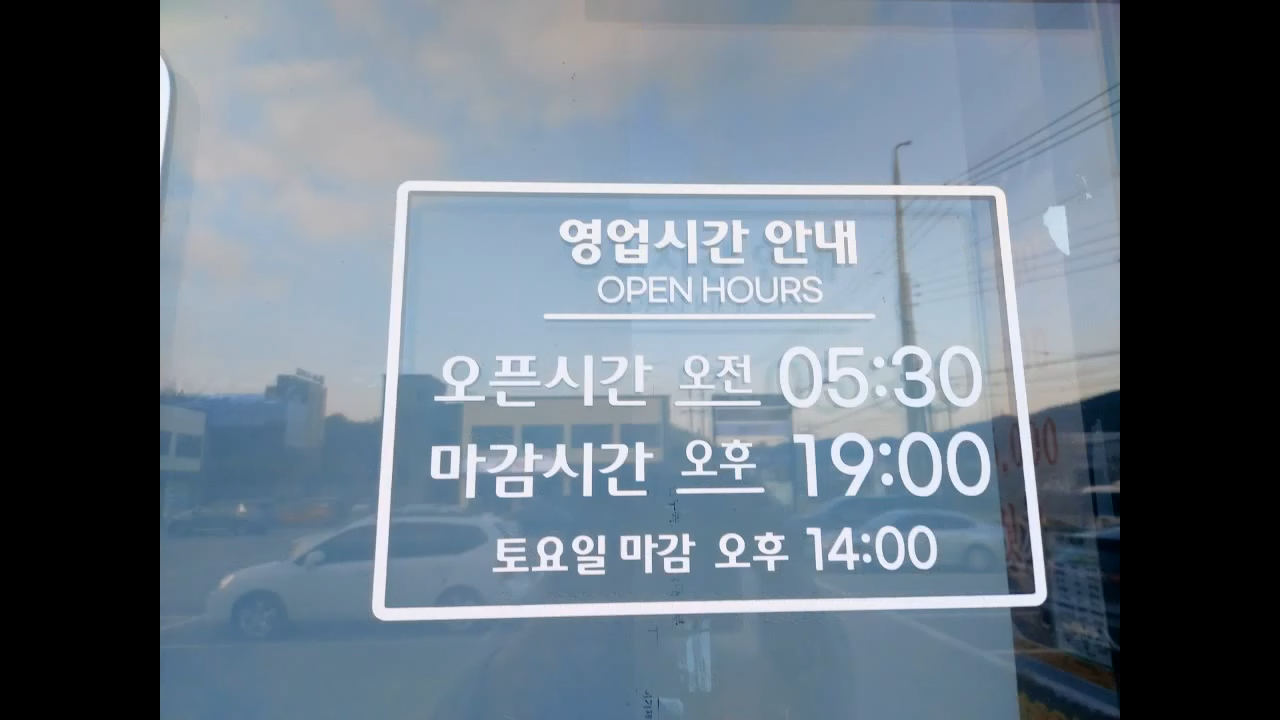 영업시간 안내
OPEN HOURS
오픈시간 오전 05:30
마감시간 오후 19:00
토요일 마감 오후 14:00